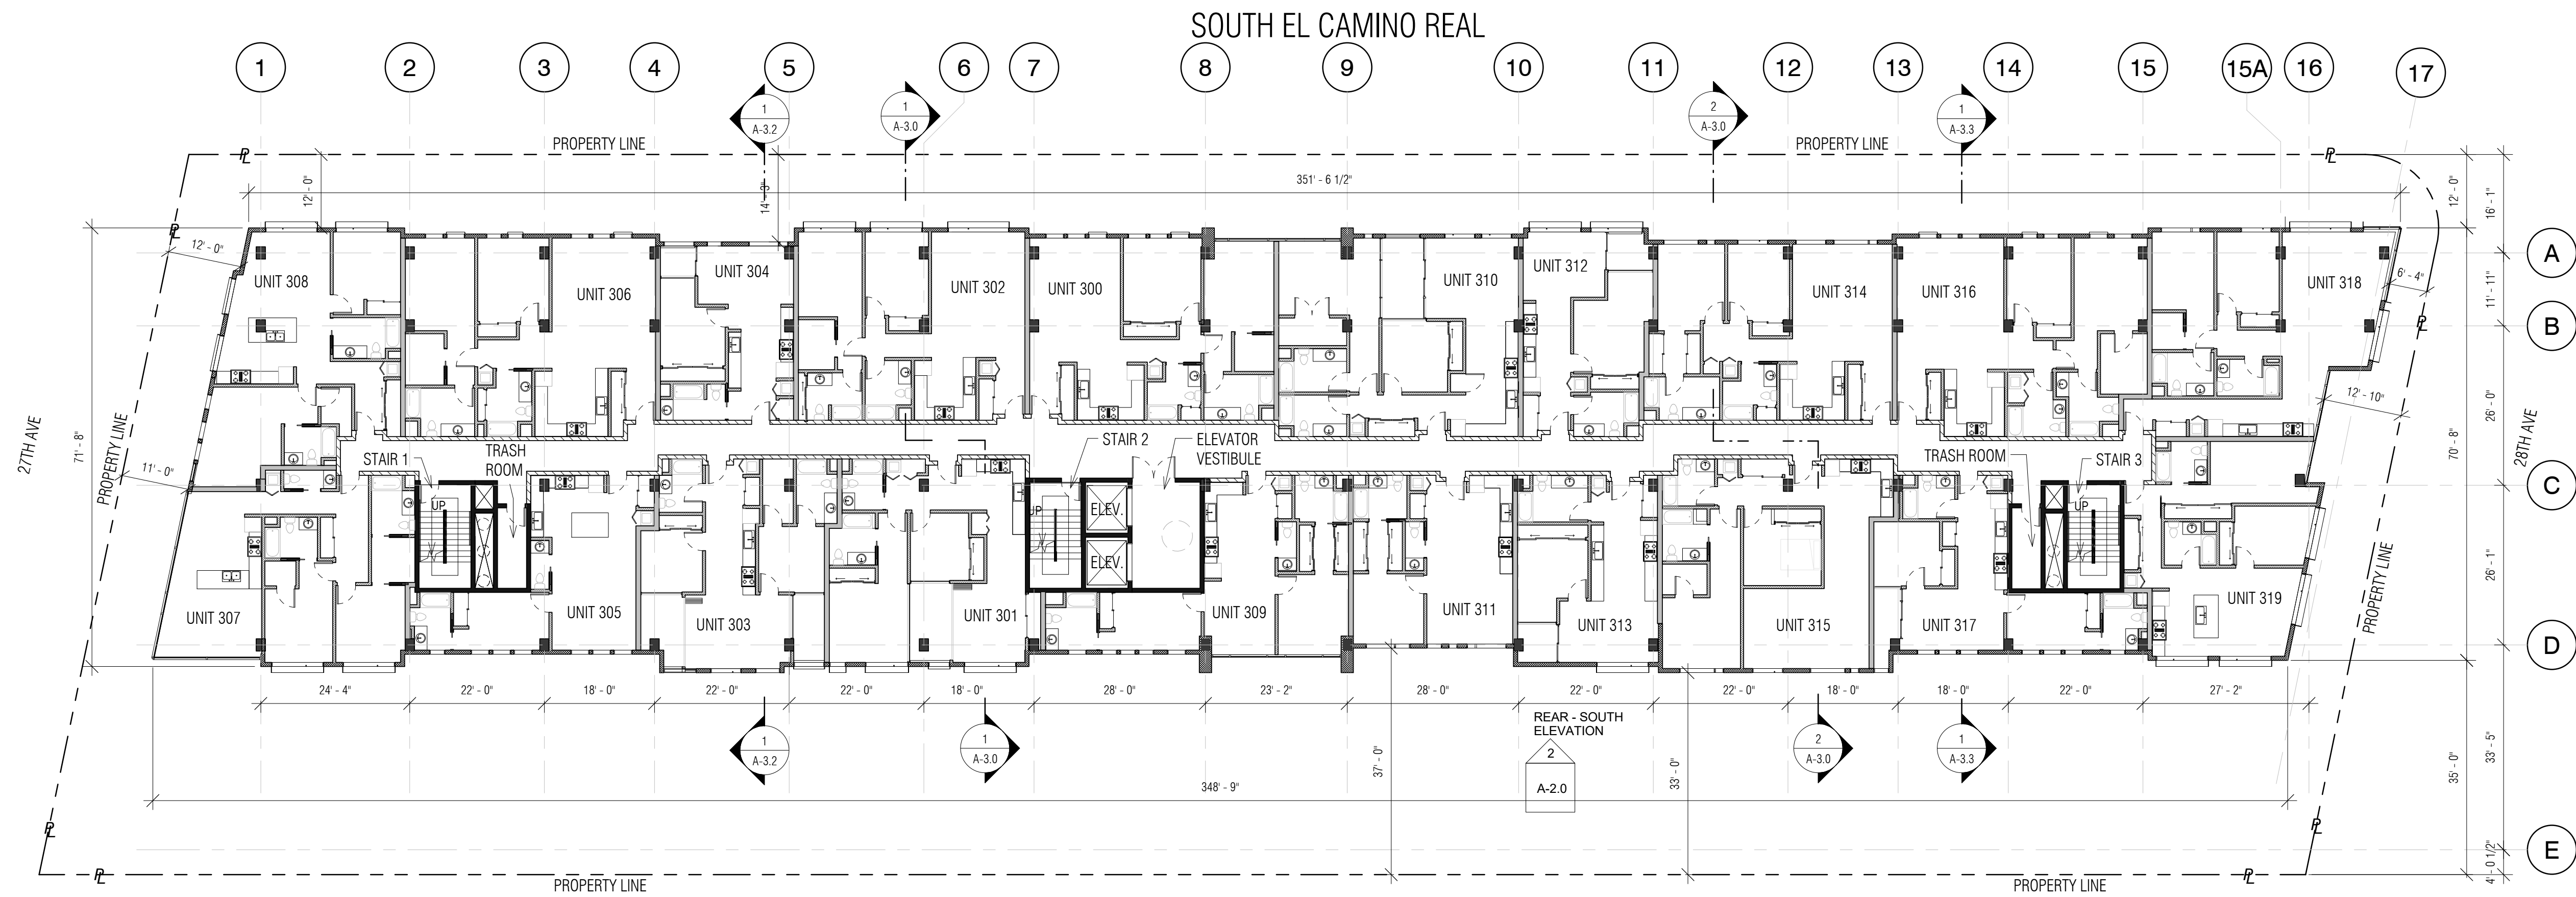 SOUTH EL CAMINO REAL
1
2
3
4
5
6
7
8
9
10
11
12
13
14
15
15A
16
17
1
A-3.2
1
A-3.0
2
A-3.0
1
A-3.3
PROPERTY LINE
PROPERTY LINE
PL
PL
12' - 0"
14' - 3"
351' - 6 1/2"
12' - 0"
16' - 1"
PL
12' - 0"
A
UNIT 308
UNIT 306
UNIT 304
UNIT 302
UNIT 300
UNIT 310
UNIT 312
UNIT 314
UNIT 316
UNIT 318
6' - 4"
11' - 11"
B
PL
12' - 10"
26' - 0"
27TH AVE
71' - 8"
PROPERTY LINE
11' - 0"
STAIR 1
TRASH
ROOM
STAIR 2
ELEVATOR
VESTIBULE
TRASH ROOM
STAIR 3
70' - 8"
28TH AVE
C
UP
UP
ELEV.
ELEV.
UP
26' - 1"
PROPERTY LINE
UNIT 307
UNIT 305
UNIT 303
UNIT 301
UNIT 309
UNIT 311
UNIT 313
UNIT 315
UNIT 317
UNIT 319
D
24' - 4"
22' - 0"
18' - 0"
22' - 0"
22' - 0"
18' - 0"
28' - 0"
23' - 2"
28' - 0"
22' - 0"
22' - 0"
18' - 0"
18' - 0"
22' - 0"
27' - 2"
REAR - SOUTH
ELEVATION
2
A-2.0
1
A-3.2
1
A-3.0
2
A-3.0
1
A-3.3
37' - 0"
33' - 0"
35' - 0"
33' - 5"
348' - 9"
PL
PL
E
4' - 0 1/2"
PL
PROPERTY LINE
PROPERTY LINE
PL